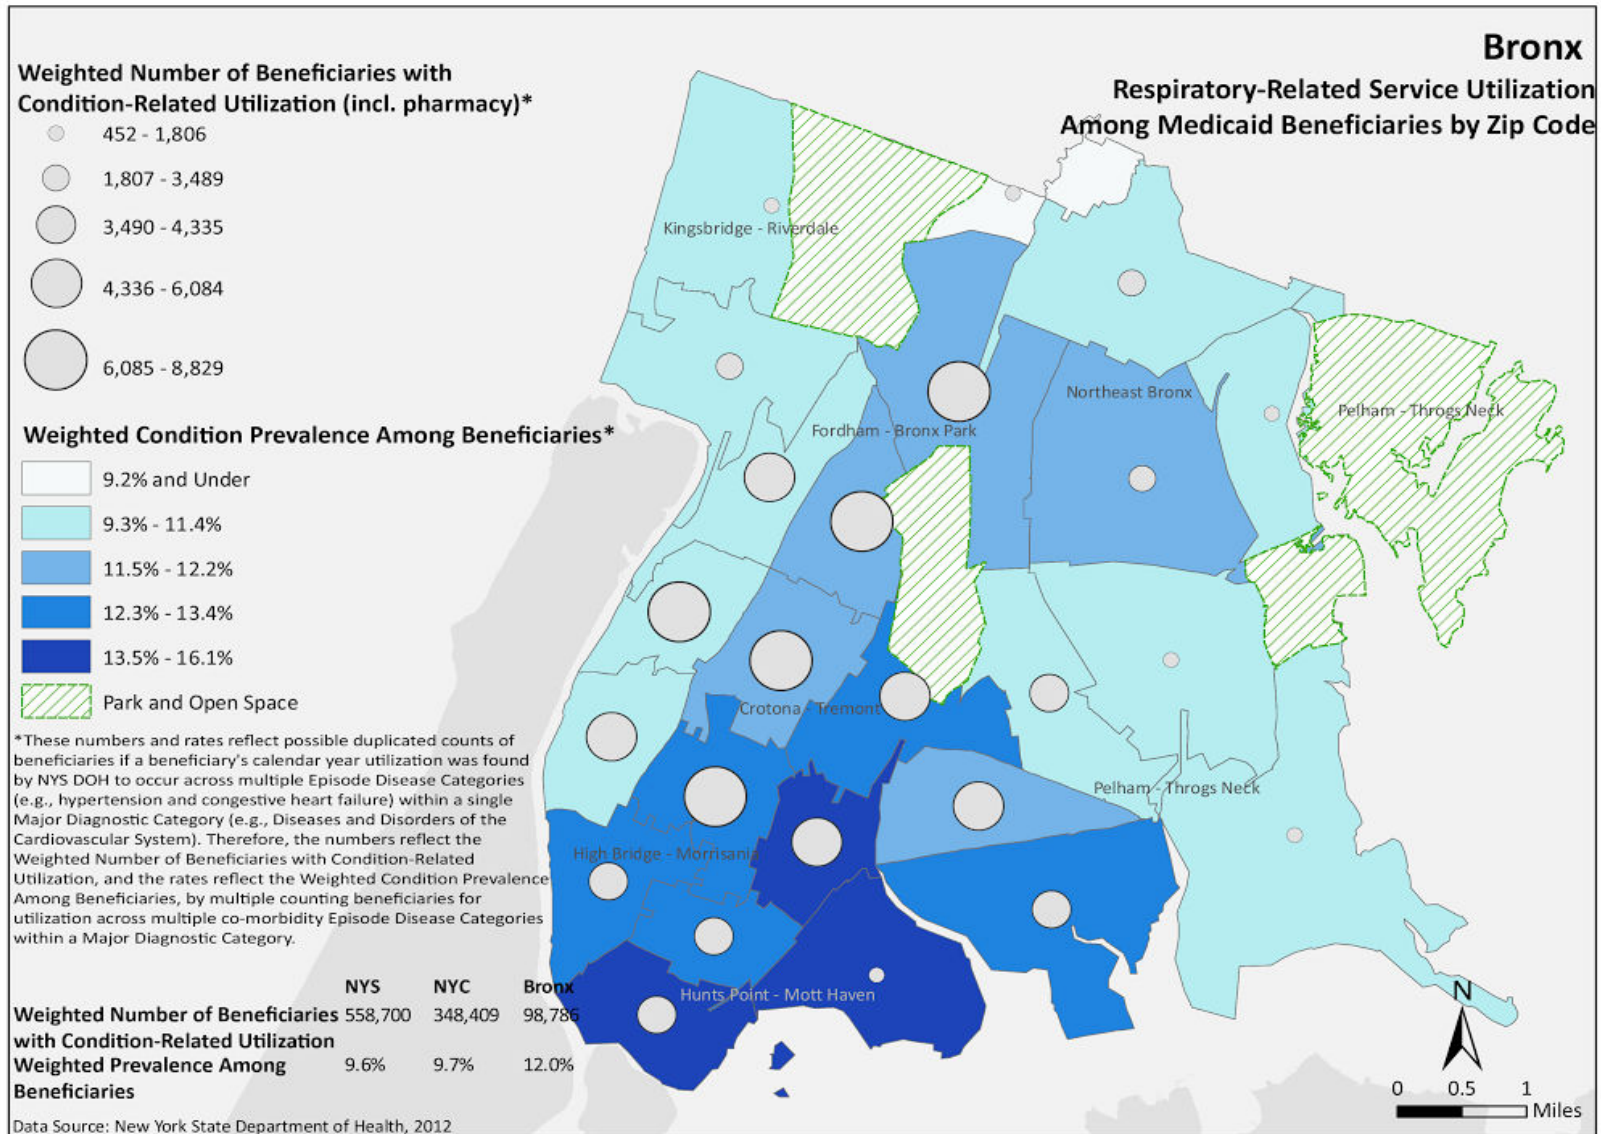 Bronx
Respiratory-Related Service Utilization
Among Medicaid Beneficiaries by Zip Code
Weighted Number of Beneficiaries with
Condition-Related Utilization (incl. pharmacy)*
452 - 1,806
1,807 - 3,489
3,490 - 4,335
4,336 - 6,084
6,085 - 8,829
Weighted Condition Prevalence Among Beneficiaries*
9.2% and Under
9.3% - 11.4%
11.5% - 12.2%
12.3% - 13.4%
13.5% - 16.1%
Park and Open Space
*These numbers and rates reflect possible duplicated counts of
beneficiaries if a beneficiary's calendar year utilization was found
by NYS DOH to occur across multiple Episode Disease Categories
(e.g., hypertension and congestive heart failure) within a single
Major Diagnostic Category (e.g., Diseases and Disorders of the
Cardiovascular System). Therefore, the numbers reflect the
Weighted Number of Beneficiaries with Condition-Related
Utilization, and the rates reflect the Weighted Condition Prevalence
Among Beneficiaries, by multiple counting beneficiaries for
utilization across multiple co-morbidity Episode Disease Categories
within a Major Diagnostic Category.
NYS NYC Bronx
Weighted Number of Beneficiaries 558,700 348,409 98,786
with Condition-Related Utilization
Weighted Prevalence Among 9.6% 9.7% 12.0%
Beneficiaries
Data Source: New York State Department of Health, 2012
Kingsbridge - Riverdale
Northeast Bronx
Pelham - Throgs Neck
Fordham - Bronx Park
Crotona - Tremont
Pelham - Throgs Neck
High Bridge - Morrisania
Hunts Point - Mott Haven
N
0 0.5 1
Miles